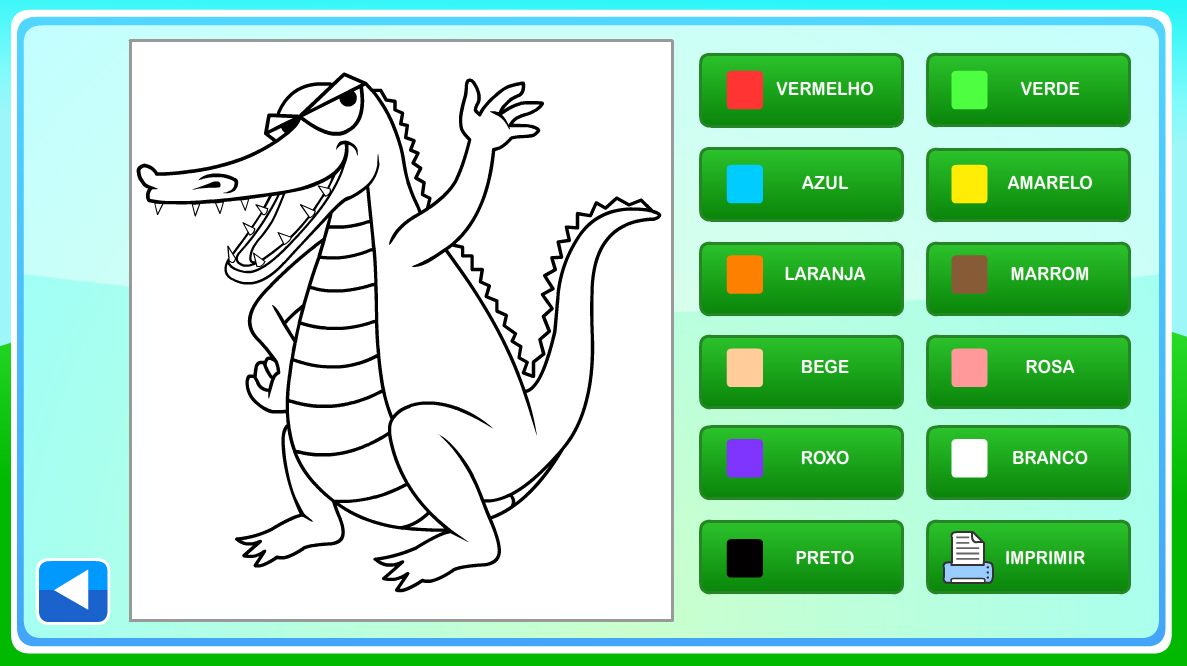 VERMELHO
VERDE
AZUL
AMARELO
LARANJA
MARROM
BEGE
ROSA
ROXO
BRANCO
PRETO
IMPRIMIR